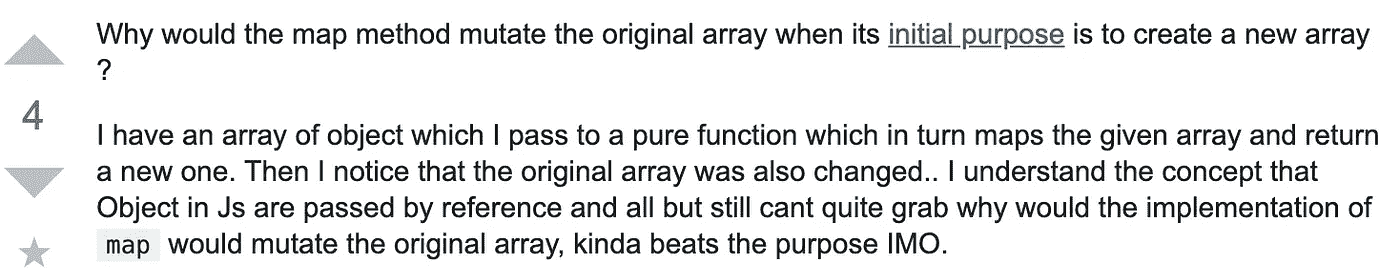 Why would the map method mutate the original array when its initial purpose is to create a new array
?
4
I have an array of object which I pass to a pure function which in turn maps the given array and return
a new one. Then I notice that the original array was also changed.. I understand the concept that
Object in Js are passed by reference and all but still cant quite grab why would the implementation of
map would mutate the original array, kinda beats the purpose IMO.